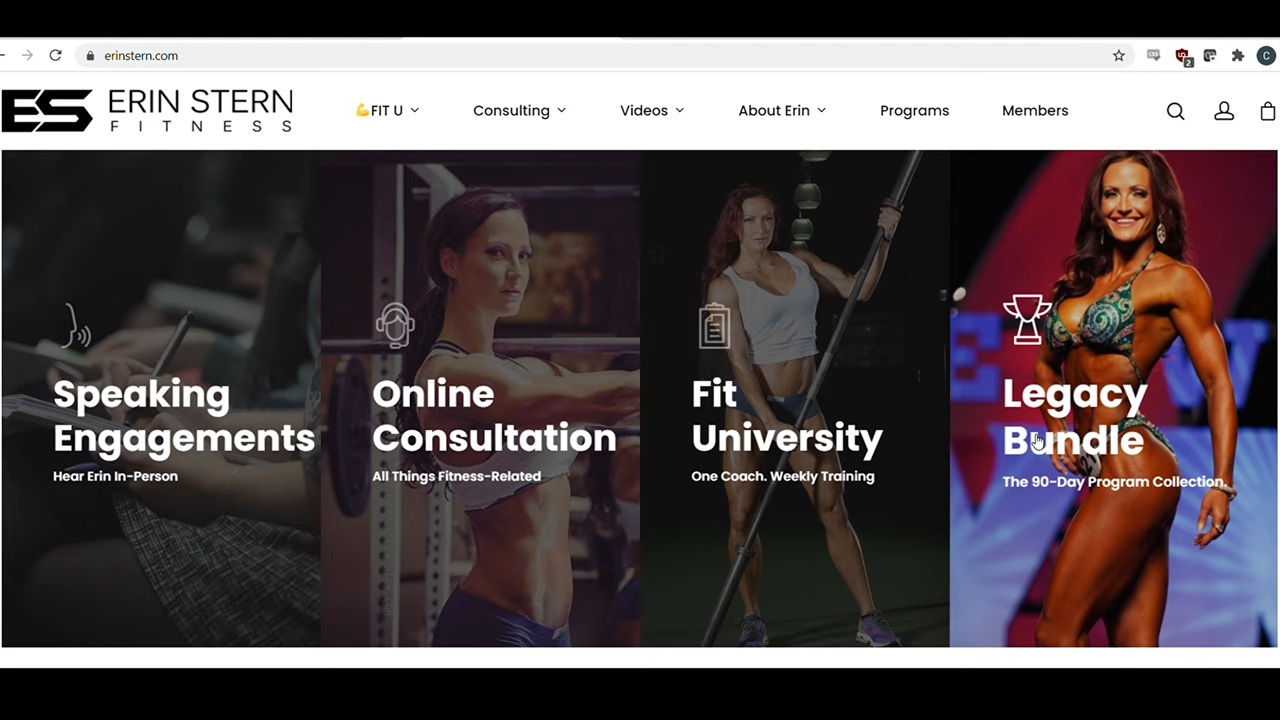 erinstern.com
2
C
ES
ERIN STERN
FITNESS
💪FIT U
Consulting
Videos
About Erin
Programs
Members
Speaking
Engagements
Hear Erin In-Person
Online
Consultation
All Things Fitness-Related
Fit
University
One Coach. Weekly Training
Legacy
Bundle
The 90-Day Program Collection.